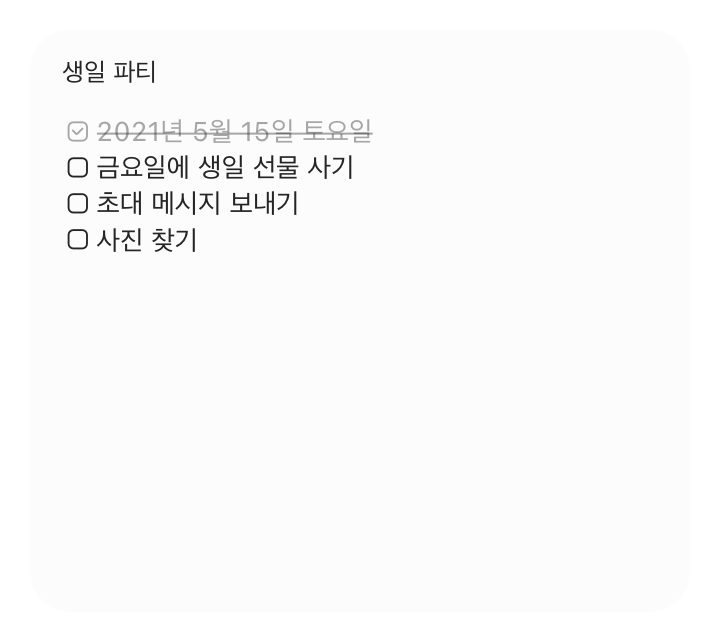 생일 파티
2021년 5월 15일 토요일
금요일에 생일 선물 사기
초대 메시지 보내기
사진 찾기